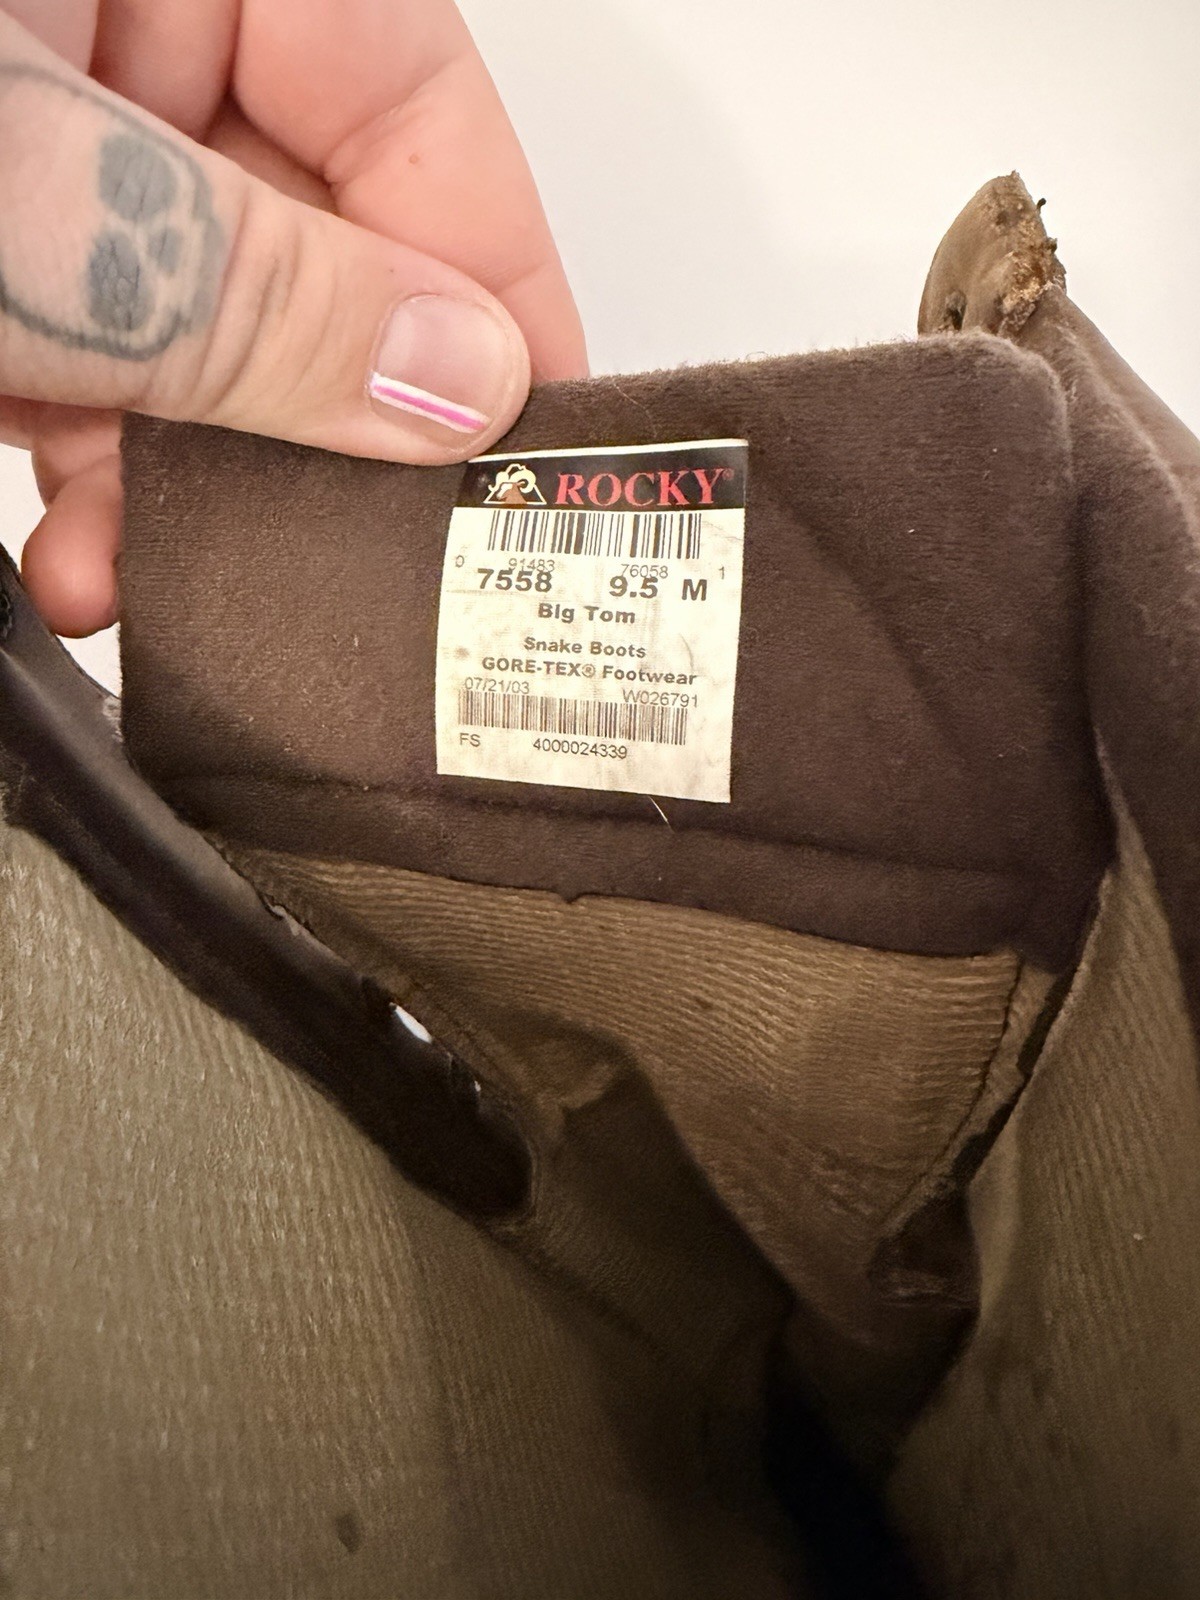 ROCKY®
0 91483 76058 1
7558 9.5 M
Big Tom
Snake Boots
GORE-TEX® Footwear
07/21/03 W026791
FS 4000024339